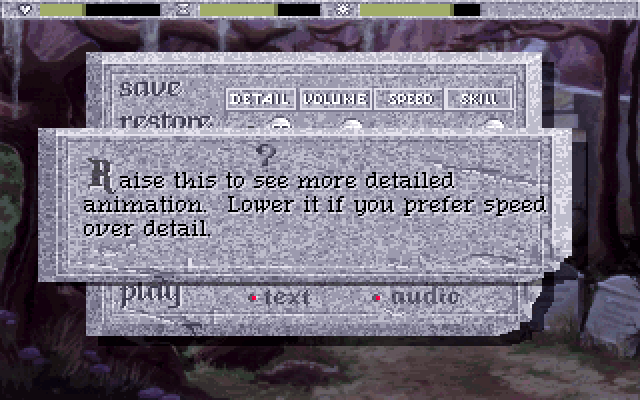 save
DETAIL VOLUME SPEED SKILL
restore
?
Raise this to see more detailed
animation. Lower it if you prefer speed
over detail.
play
text audio